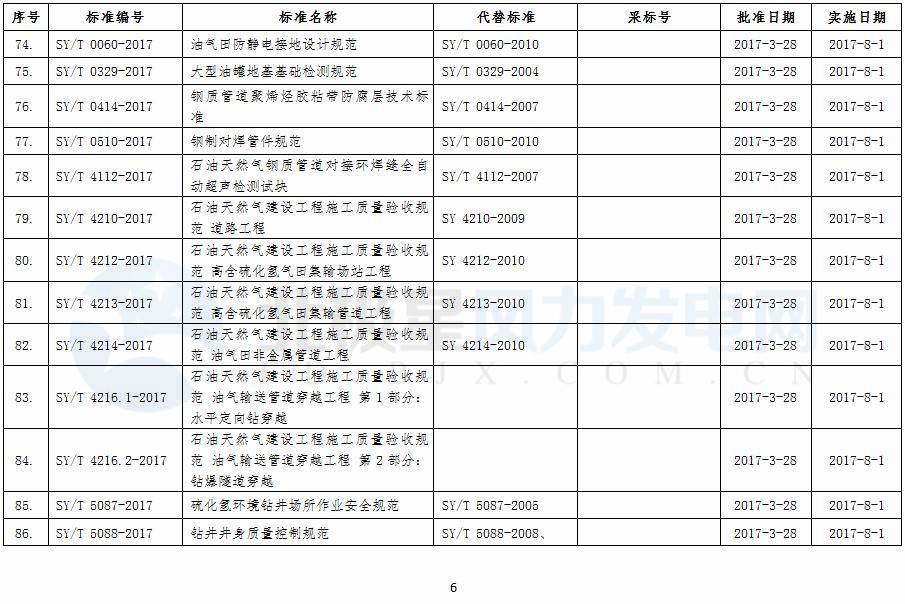 序号 标准编号 标准名称 代替标准 采标号 批准日期 实施日期
74. SY/T 0060-2017 油气田防静电接地设计规范 SY/T 0060-2010 2017-3-28 2017-8-1
75. SY/T 0329-2017 大型油罐地基基础检测规范 SY/T 0329-2004 2017-3-28 2017-8-1
76. SY/T 0414-2017 钢质管道聚烯烃胶粘带防腐层技术标 SY/T 0414-2007 2017-3-28 2017-8-1
准
77. SY/T 0510-2017 钢制对焊管件规范 SY/T 0510-2010 2017-3-28 2017-8-1
78. SY/T 4112-2017 石油天然气钢质管道对接环焊缝全自 SY/T 4112-2007 2017-3-28 2017-8-1
动超声检测试块
79. SY/T 4210-2017 石油天然气建设工程施工质量验收规 SY 4210-2009 2017-3-28 2017-8-1
范 道路工程
80. SY/T 4212-2017 石油天然气建设工程施工质量验收规 SY 4212-2010 2017-3-28 2017-8-1
范 高含硫化氢气田集输场站工程
81. SY/T 4213-2017 石油天然气建设工程施工质量验收规 SY 4213-2010 2017-3-28 2017-8-1
范 高含硫化氢气田集输管道工程
82. SY/T 4214-2017 石油天然气建设工程施工质量验收规 SY 4214-2010 2017-3-28 2017-8-1
范 油气田非金属管道工程
83. SY/T 4216.1-2017 石油天然气建设工程施工质量验收规 2017-3-28 2017-8-1
范 油气输送管道穿越工程 第1部分：
水平定向钻穿越
84. SY/T 4216.2-2017 石油天然气建设工程施工质量验收规 2017-3-28 2017-8-1
范 油气输送管道穿越工程 第2部分：
钻爆隧道穿越
85. SY/T 5087-2017 硫化氢环境钻井场所作业安全规范 SY/T 5087-2005 2017-3-28 2017-8-1
86. SY/T 5088-2017 钻井井身质量控制规范 SY/T 5088-2008、 2017-3-28 2017-8-1
星风力发电网
BJX.COM.CN
6